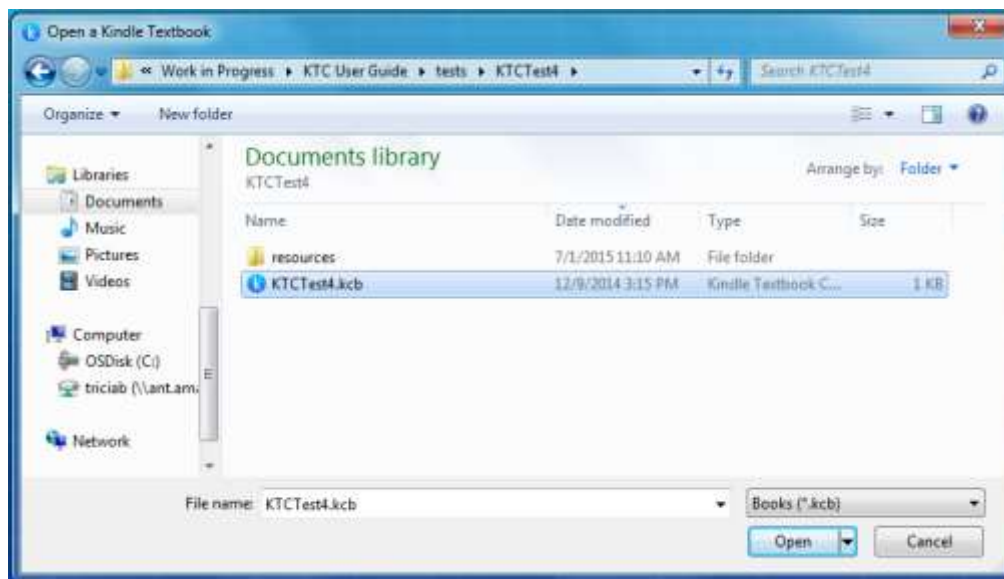 Open a Kindle Textbook
« Work in Progress ▸ KTC User Guide ▸ tests ▸ KTCTest4 ▸
Search KTCTest4
Organize ▾ New folder
Libraries
Documents
Music
Pictures
Videos
Computer
OSDisk (C:)
triciab (\\ant.ama
Network
Documents library
KTCTest4
Arrange by: Folder ▾
Name Date modified Type Size
resources 7/1/2015 11:10 AM File folder
KTCTest4.kcb 12/9/2014 3:15 PM Kindle Textbook C... 1 KB
File name: KTCTest4.kcb
Books (*.kcb)
Open Cancel